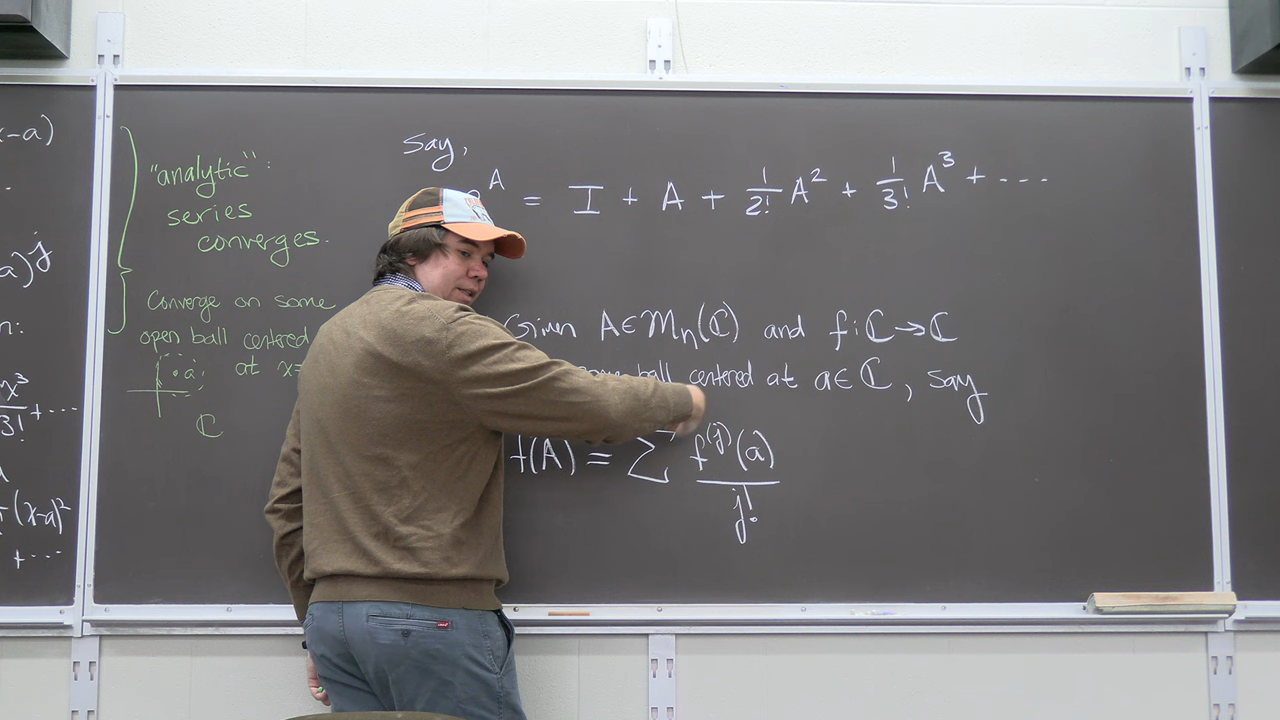 x-a)
a)^j
n:
x^3/3! + ...
(x-a)^2
+ ...
"analytic":
series
converges.
Converge on some
open ball centered
at x=
a
ℂ
Say,
^A = I + A + 1/2! A^2 + 1/3! A^3 + ---
Given A∈M_n(ℂ) and f:ℂ→ℂ
ball centered at a∈ℂ, say
f(A) = Σ f^(j)(a)/j!